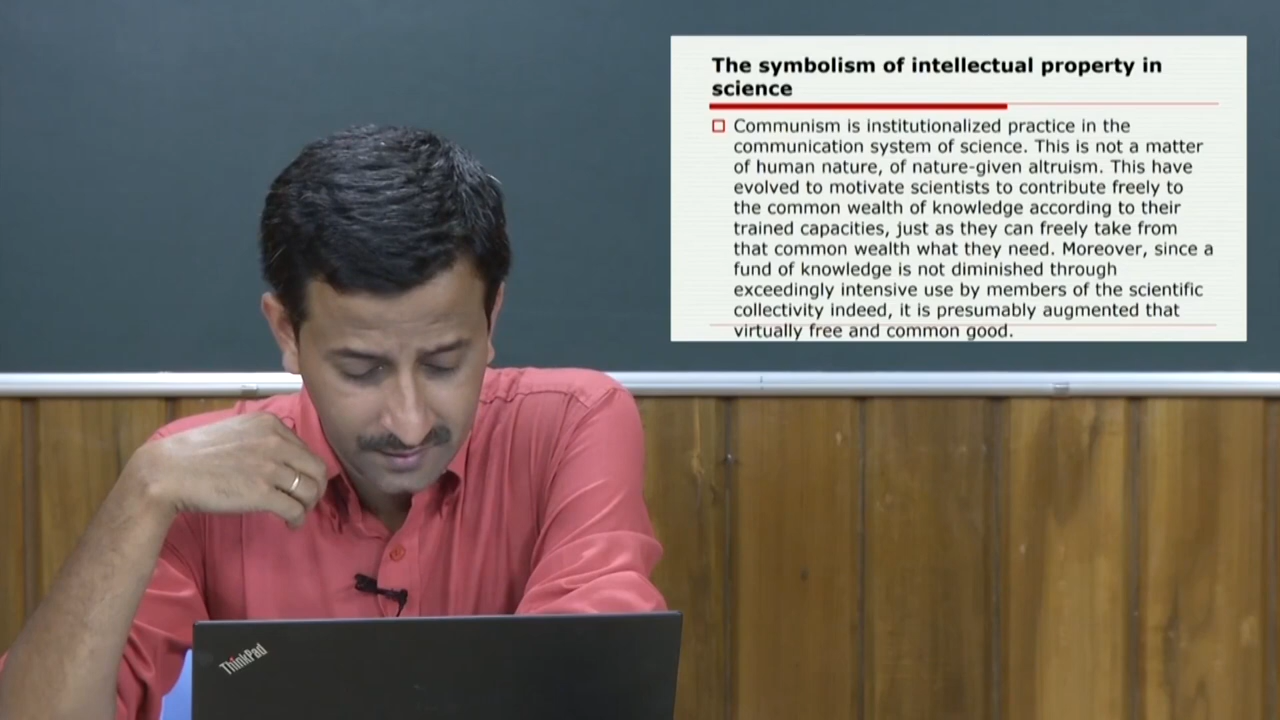 The symbolism of intellectual property in
science
Communism is institutionalized practice in the
communication system of science. This is not a matter
of human nature, of nature-given altruism. This have
evolved to motivate scientists to contribute freely to
the common wealth of knowledge according to their
trained capacities, just as they can freely take from
that common wealth what they need. Moreover, since a
fund of knowledge is not diminished through
exceedingly intensive use by members of the scientific
collectivity indeed, it is presumably augmented that
virtually free and common good.
ThinkPad